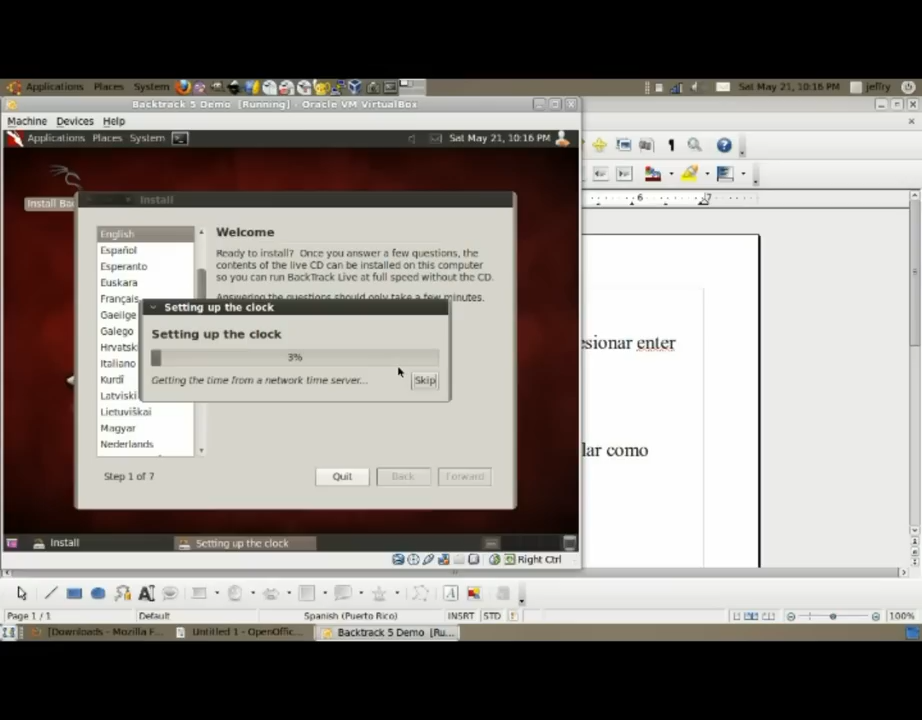 Applications Places System
Sat May 21, 10:16 PM
jeffry
Backtrack 5 Demo [Running] - Oracle VM VirtualBox
Machine Devices Help
Applications Places System
Sat May 21, 10:16 PM
6
7
Install
English
Español
Esperanto
Euskara
Français
Gaeilge
Galego
Hrvatski
Italiano
Kurdî
Latviski
Lietuviškai
Magyar
Nederlands
Welcome
Ready to install? Once you answer a few questions, the
contents of the live CD can be installed on this computer
so you can run BackTrack Live at full speed without the CD.
Answering the questions should only take a few minutes.
Setting up the clock
Setting up the clock
3%
Getting the time from a network time server...
Skip
Step 1 of 7
Quit
Back
Forward
esionar enter
lar como
Install
Setting up the clock
Right Ctrl
Page 1 / 1
Default
Spanish (Puerto Rico)
INSRT
STD
100%
[Downloads - Mozilla F...
Untitled 1 - OpenOffic...
Backtrack 5 Demo [Ru...